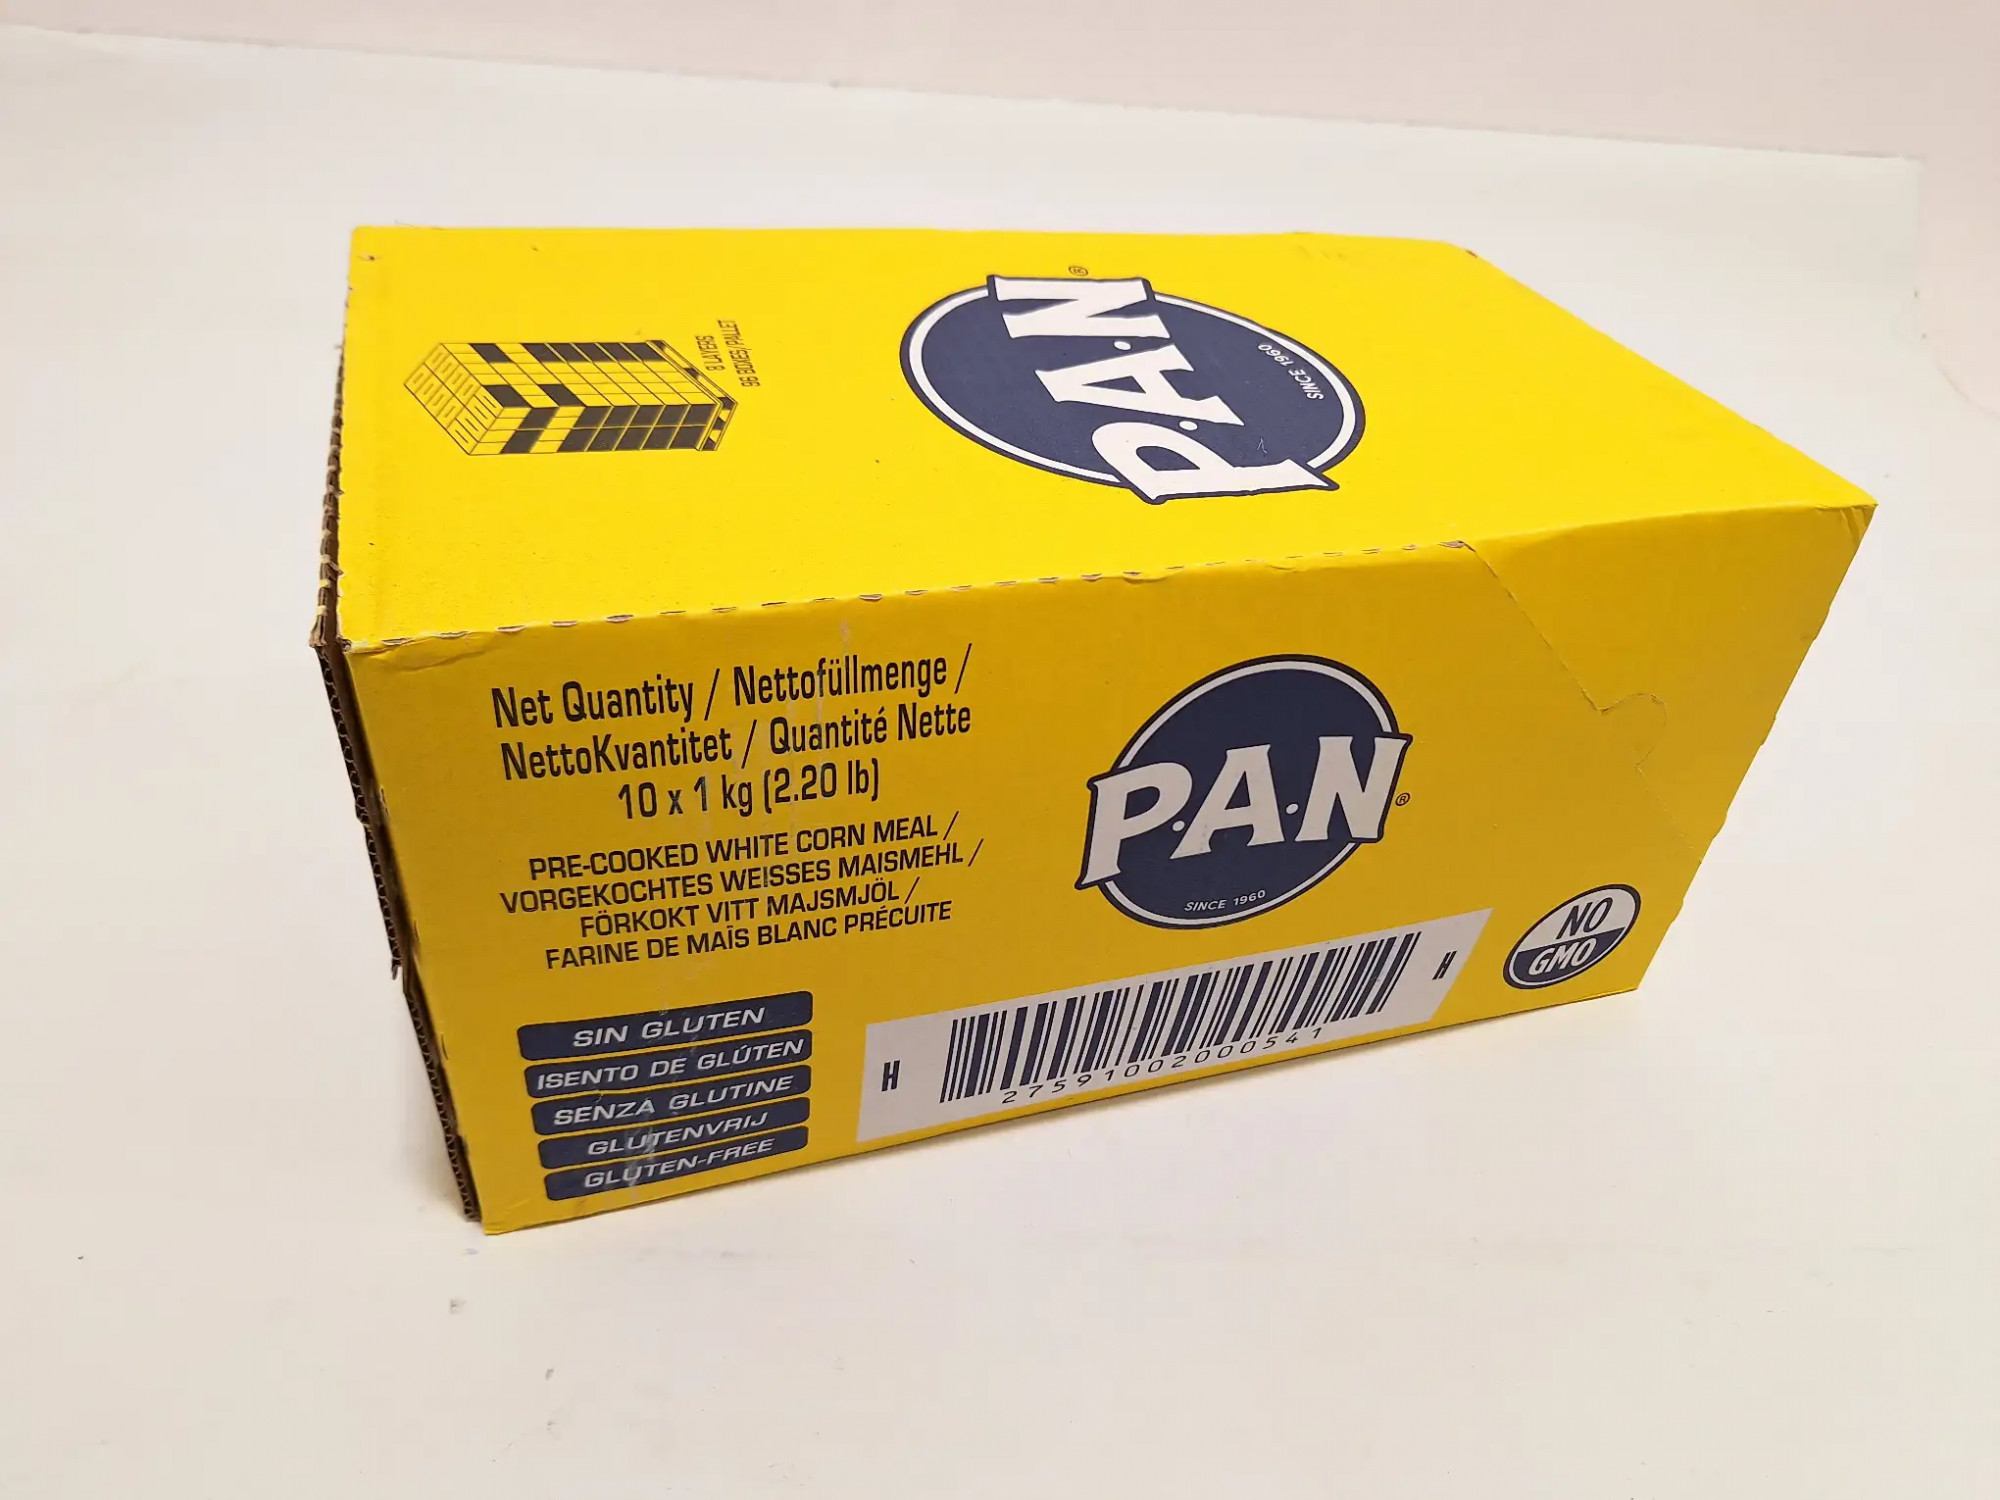 8 LAYERS
96 BOXES/PALLET
P.A.N
®
SINCE 1960
Net Quantity / Nettofüllmenge /
NettoKvantitet / Quantité Nette
10 x 1 kg (2.20 lb)
PRE-COOKED WHITE CORN MEAL /
VORGEKOCHTES WEISSES MAISMEHL /
FÖRKOKT VITT MAJSMJÖL /
FARINE DE MAÏS BLANC PRÉCUITE
P.A.N
®
SINCE 1960
NO
GMO
SIN GLUTEN
ISENTO DE GLÚTEN
SENZA GLUTINE
GLUTENVRIJ
GLUTEN-FREE
H
H
27591002000541